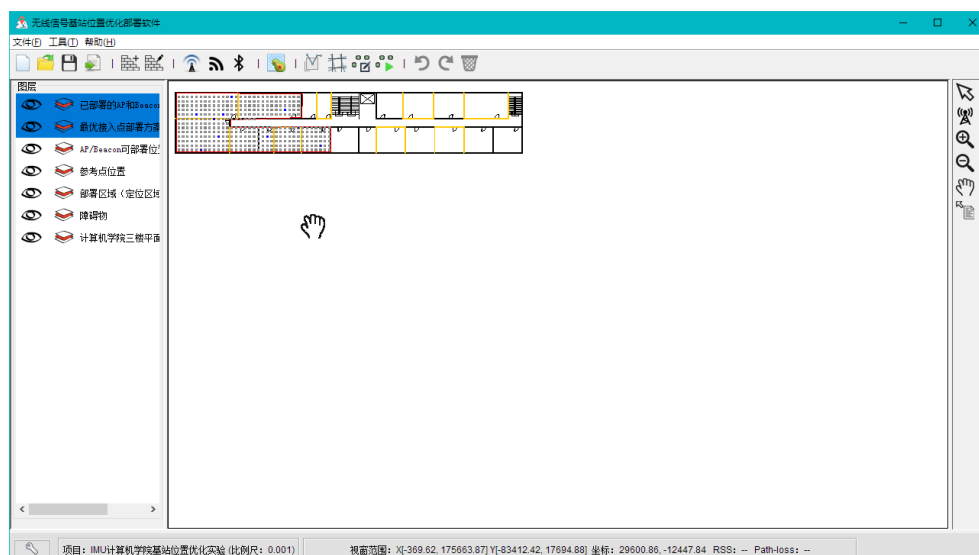 无线信号基站位置优化部署软件
文件(F) 工具(T) 帮助(H)
图层
已部署的AP和Beacon
最优接入点部署方案
AP/Beacon可部署位
参考点位置
部署区域（定位区域
障碍物
计算机学院三楼平面
项目：IMU计算机学院基站位置优化实验 (比例尺：0.001)
视窗范围：X[-369.62, 175663.87] Y[-83412.42, 17694.88] 坐标：29600.86, -12447.84 RSS：-- Path-loss：--